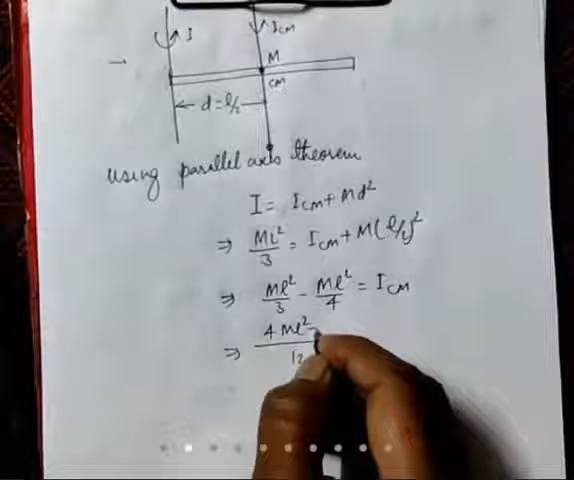 I
Icm
M
cm
d = l/2
using parallel axis theorem
I = Icm + Md²
⇒ Ml²/3 = Icm + M(l/2)²
⇒ Ml²/3 - Ml²/4 = Icm
⇒ 4Ml²- / 12